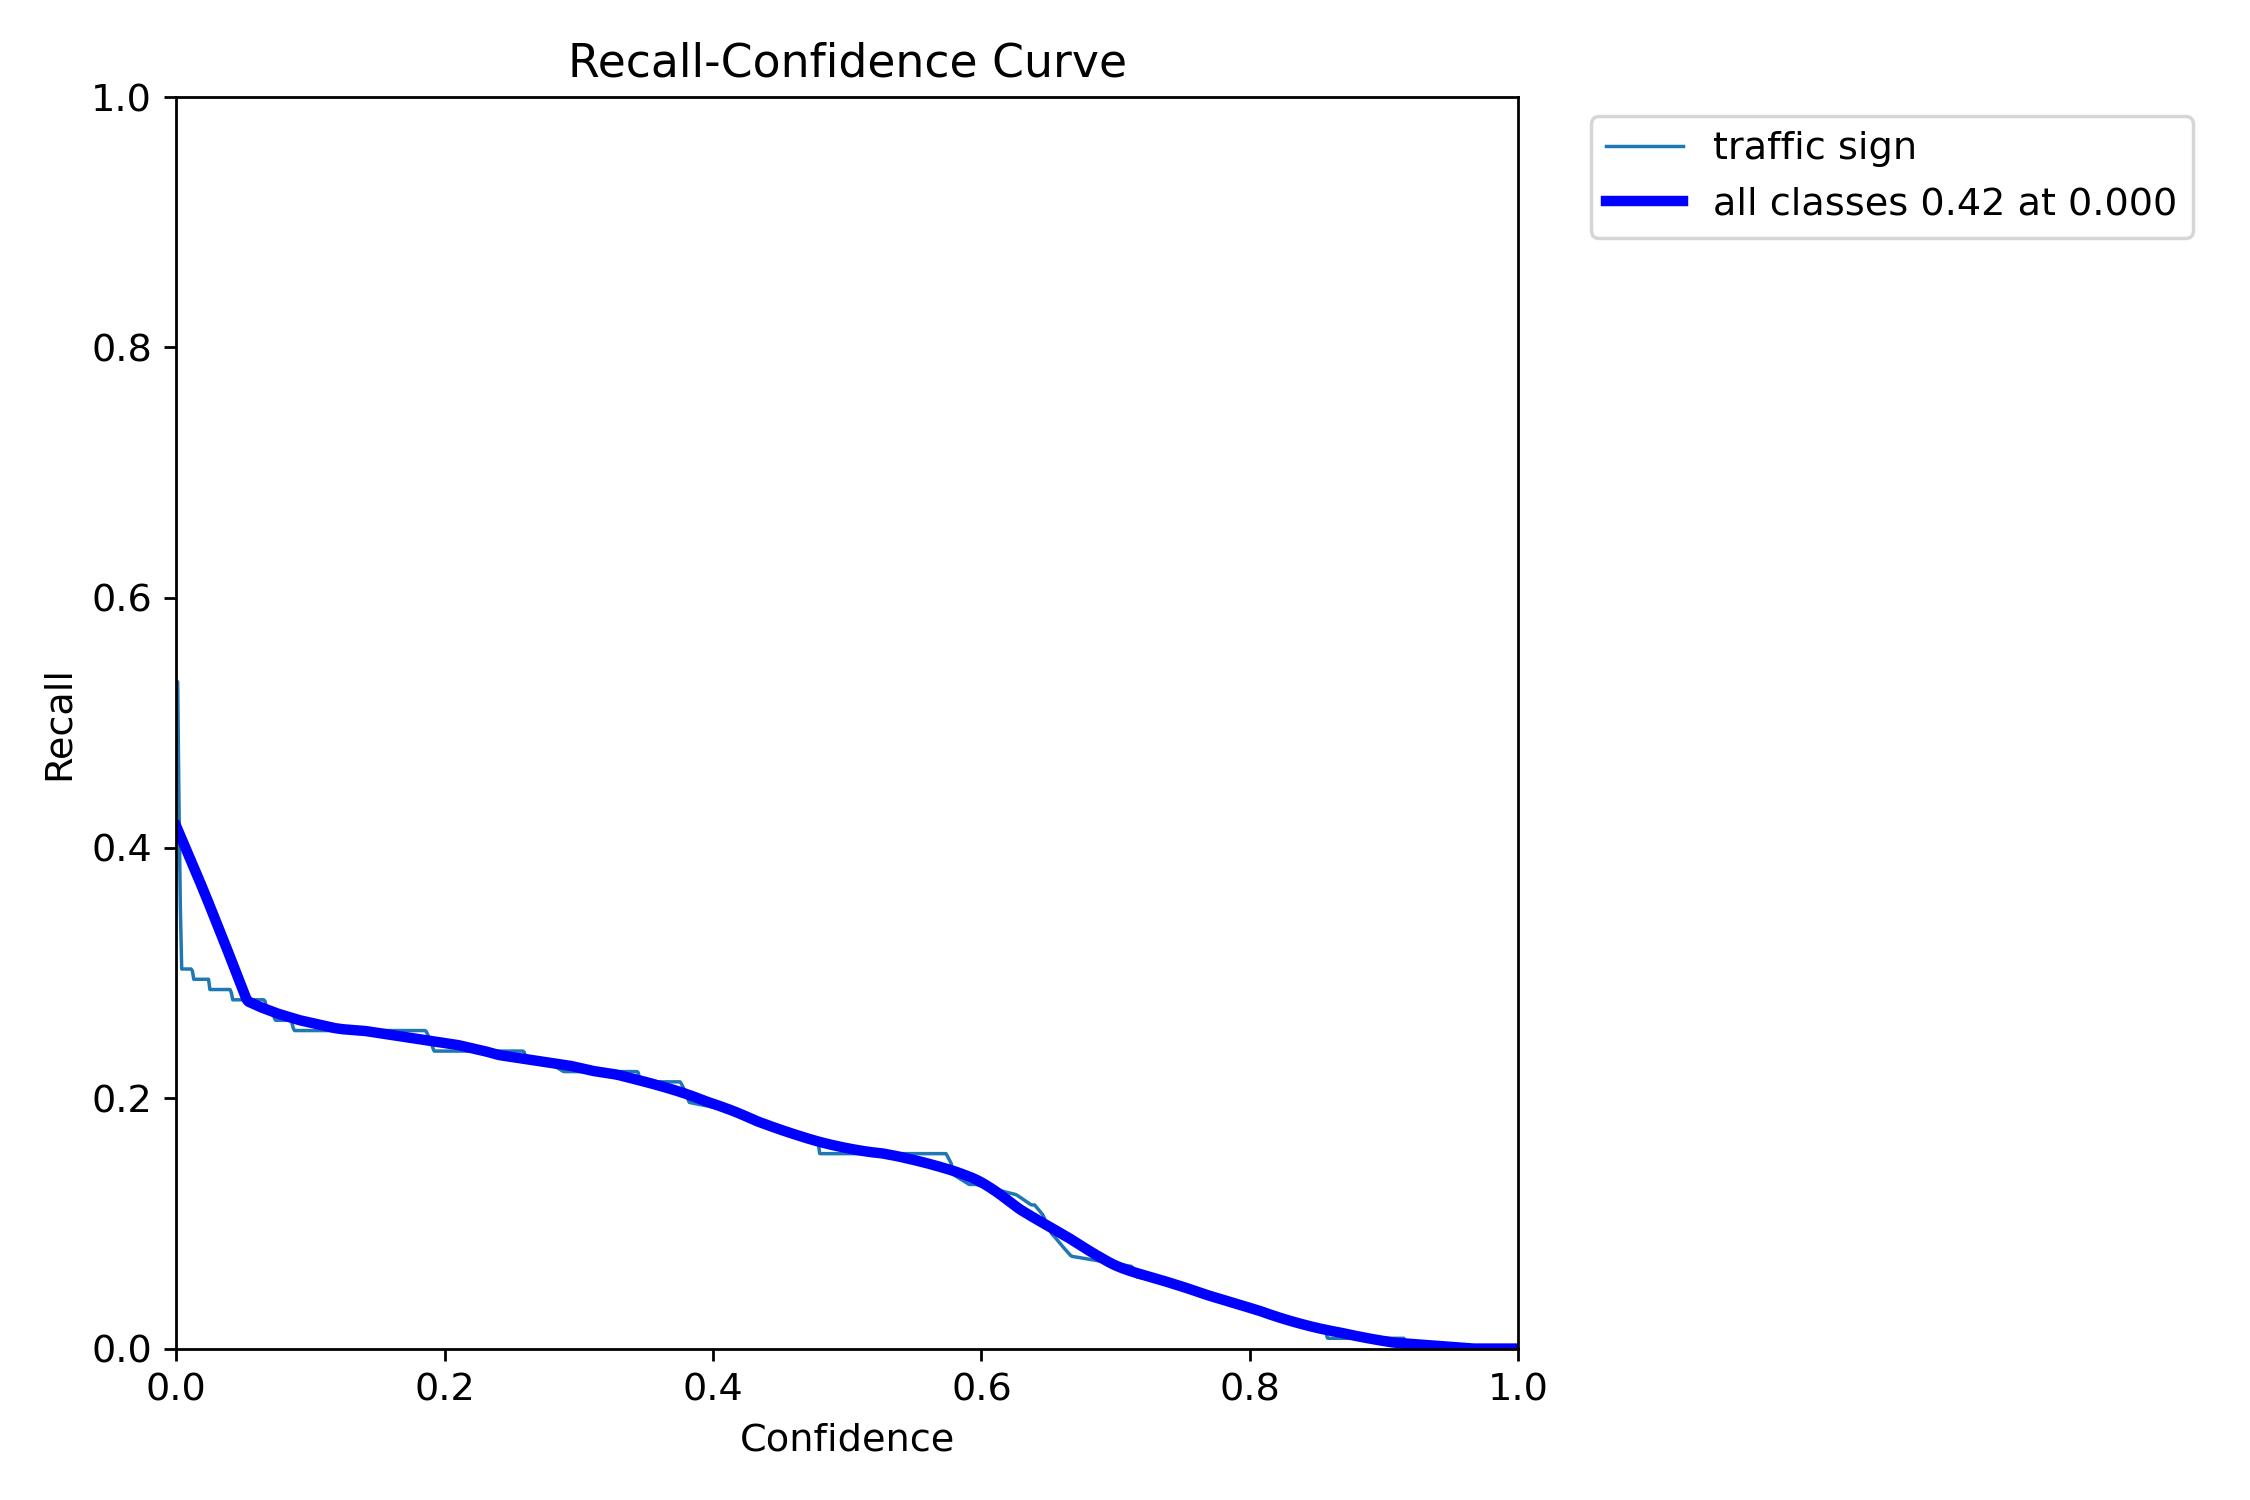 Recall-Confidence Curve
1.0
0.8
0.6
0.4
0.2
0.0
Recall
0.0 0.2 0.4 0.6 0.8 1.0
Confidence
traffic sign
all classes 0.42 at 0.000